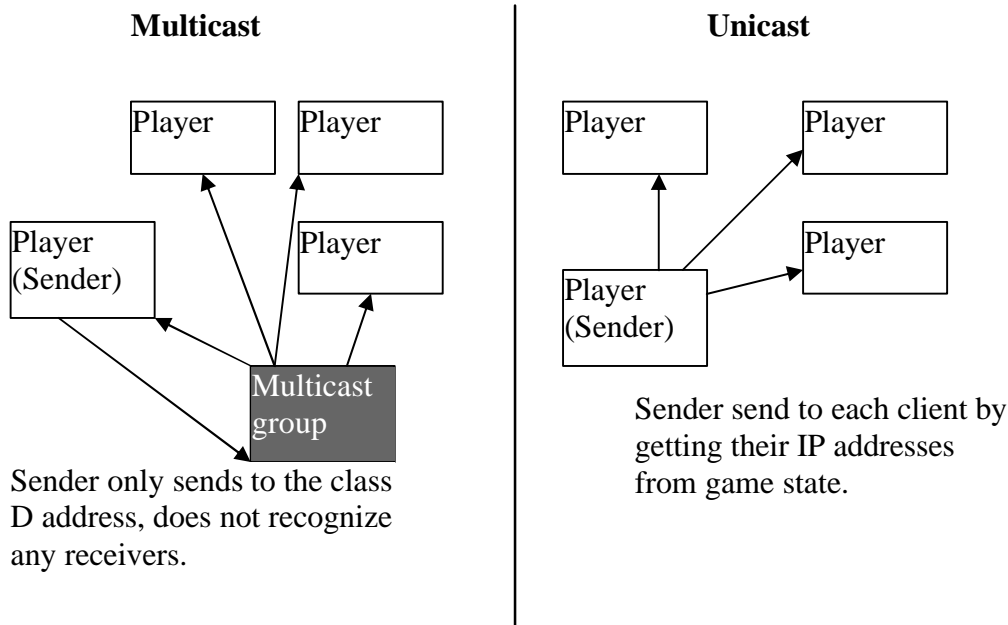 Multicast
Player
Player
Player
(Sender)
Player
Multicast
group
Sender only sends to the class
D address, does not recognize
any receivers.
Unicast
Player
Player
Player
Player
(Sender)
Sender send to each client by
getting their IP addresses
from game state.